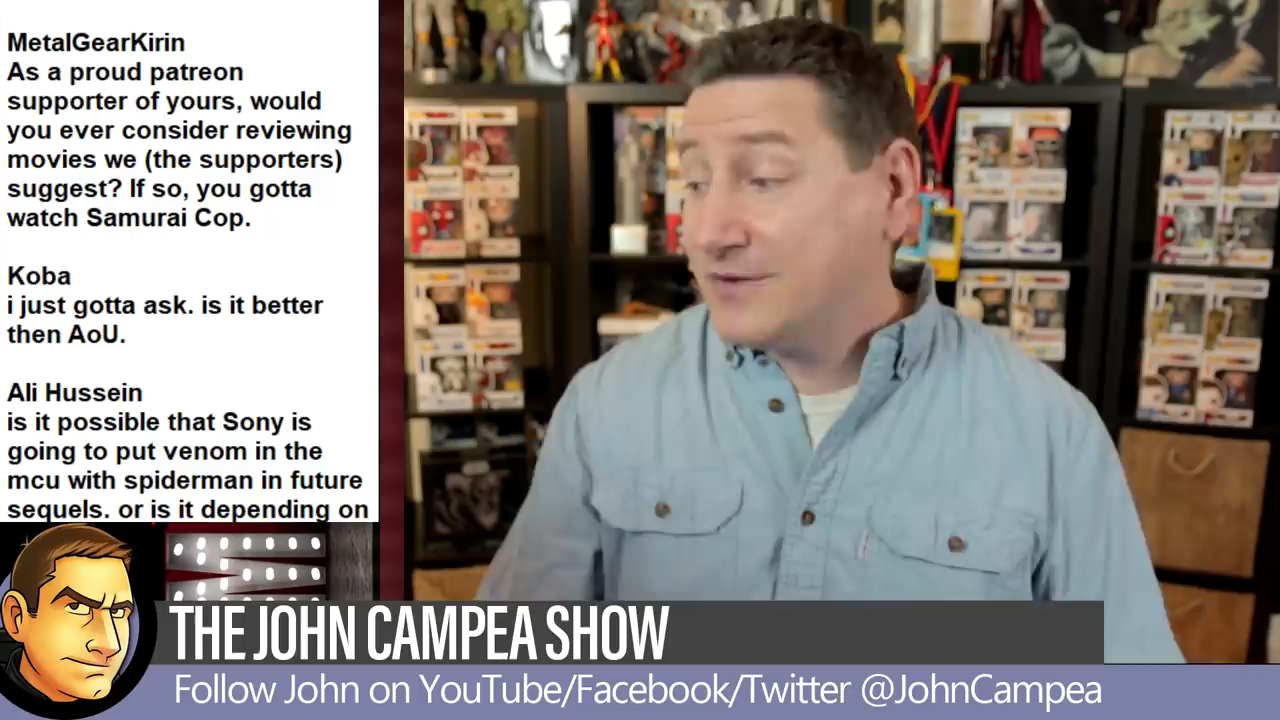 MetalGearKirin
As a proud patreon
supporter of yours, would
you ever consider reviewing
movies we (the supporters)
suggest? If so, you gotta
watch Samurai Cop.
Koba
i just gotta ask. is it better
then AoU.
Ali Hussein
is it possible that Sony is
going to put venom in the
mcu with spiderman in future
sequels. or is it depending on
THE JOHN CAMPEA SHOW
Follow John on YouTube/Facebook/Twitter @JohnCampea